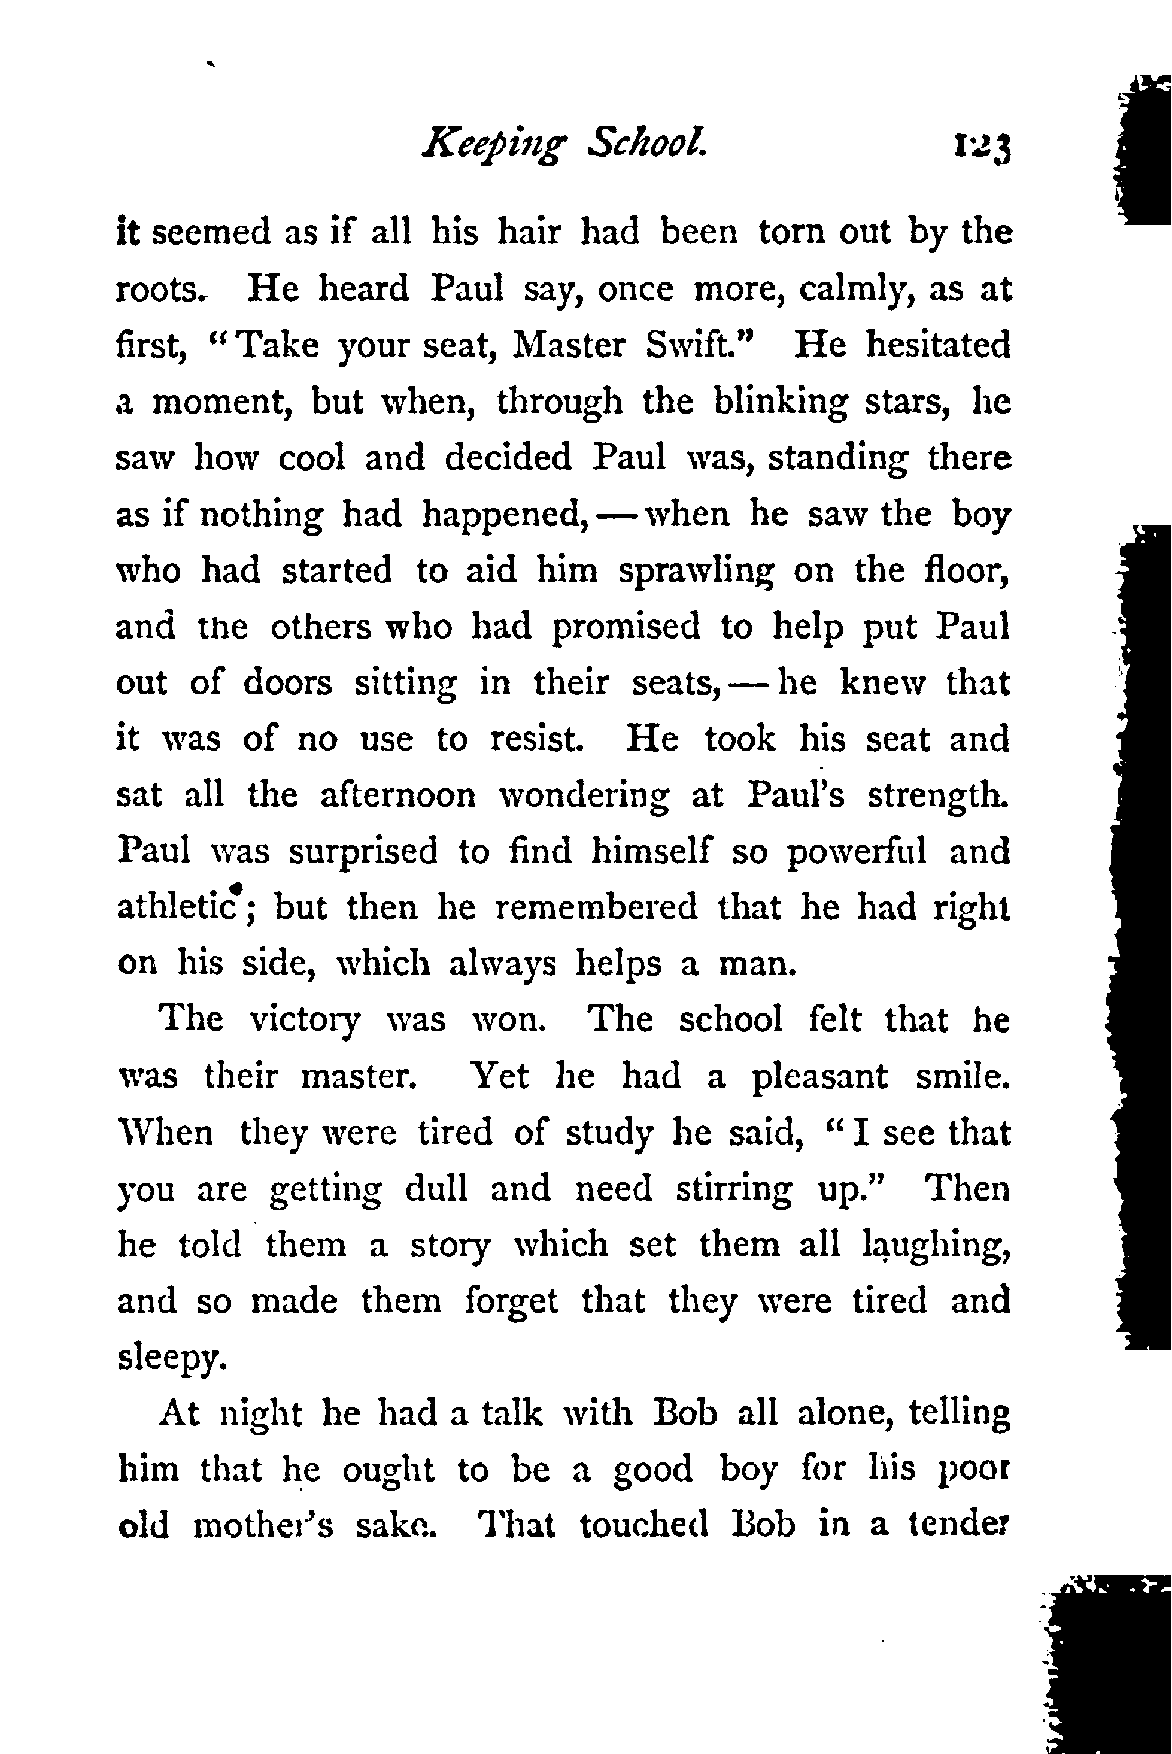 Keeping School. 123
it seemed as if all his hair had been torn out by the
roots. He heard Paul say, once more, calmly, as at
first, "Take your seat, Master Swift." He hesitated
a moment, but when, through the blinking stars, he
saw how cool and decided Paul was, standing there
as if nothing had happened,—when he saw the boy
who had started to aid him sprawling on the floor,
and the others who had promised to help put Paul
out of doors sitting in their seats,—he knew that
it was of no use to resist. He took his seat and
sat all the afternoon wondering at Paul's strength.
Paul was surprised to find himself so powerful and
athletic; but then he remembered that he had right
on his side, which always helps a man.
The victory was won. The school felt that he
was their master. Yet he had a pleasant smile.
When they were tired of study he said, "I see that
you are getting dull and need stirring up." Then
he told them a story which set them all laughing,
and so made them forget that they were tired and
sleepy.
At night he had a talk with Bob all alone, telling
him that he ought to be a good boy for his poor
old mother's sake. That touched Bob in a tender